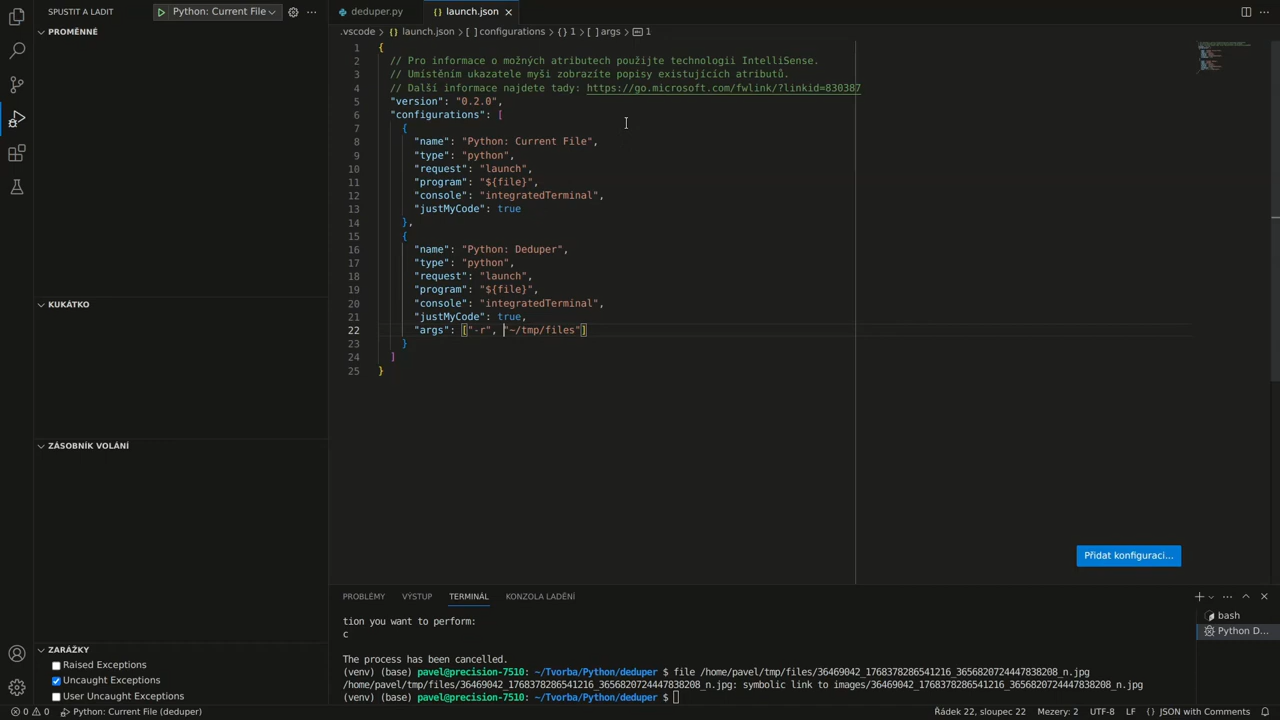 SPUSTIT A LADIT
Python: Current File
deduper.py
launch.json
PROMĚNNÉ
.vscode
launch.json
[ ] configurations
{} 1
[ ] args
1
1 {
2 // Pro informace o možných atributech použijte technologii IntelliSense.
3 // Umístěním ukazatele myši zobrazíte popisy existujících atributů.
4 // Další informace najdete tady: https://go.microsoft.com/fwlink/?linkid=830387
5 "version": "0.2.0",
6 "configurations": [
7 {
8 "name": "Python: Current File",
9 "type": "python",
10 "request": "launch",
11 "program": "${file}",
12 "console": "integratedTerminal",
13 "justMyCode": true
14 },
15 {
16 "name": "Python: Deduper",
17 "type": "python",
18 "request": "launch",
19 "program": "${file}",
20 "console": "integratedTerminal",
21 "justMyCode": true,
22 "args": ["-r", "~/tmp/files"]
23 }
24 ]
25 }
KUKÁTKO
ZÁSOBNÍK VOLÁNÍ
Přidat konfiguraci...
PROBLÉMY
VÝSTUP
TERMINÁL
KONZOLA LADĚNÍ
tion you want to perform:
c
The process has been cancelled.
(venv) (base) pavel@precision-7510: ~/Tvorba/Python/deduper $ file /home/pavel/tmp/files/36469042_1768378286541216_3656820724447838208_n.jpg
/home/pavel/tmp/files/36469042_1768378286541216_3656820724447838208_n.jpg: symbolic link to images/36469042_1768378286541216_3656820724447838208_n.jpg
(venv) (base) pavel@precision-7510: ~/Tvorba/Python/deduper $
bash
Python D...
ZARÁŽKY
Raised Exceptions
Uncaught Exceptions
User Uncaught Exceptions
0 0
Python: Current File (deduper)
Řádek 22, sloupec 22
Mezery: 2
UTF-8
LF
{} JSON with Comments